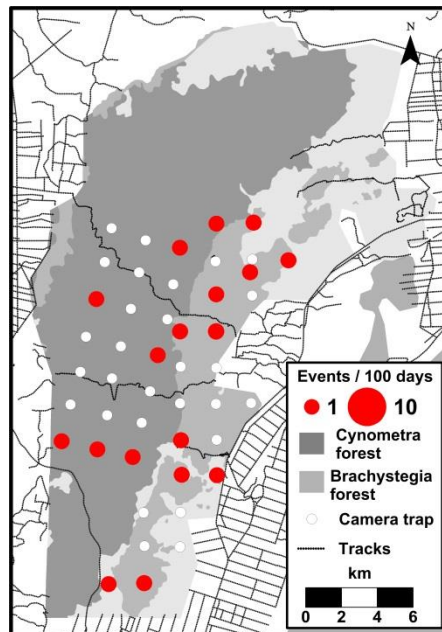 N
Events / 100 days
1 10
Cynometra
forest
Brachystegia
forest
Camera trap
Tracks
km
0 2 4 6